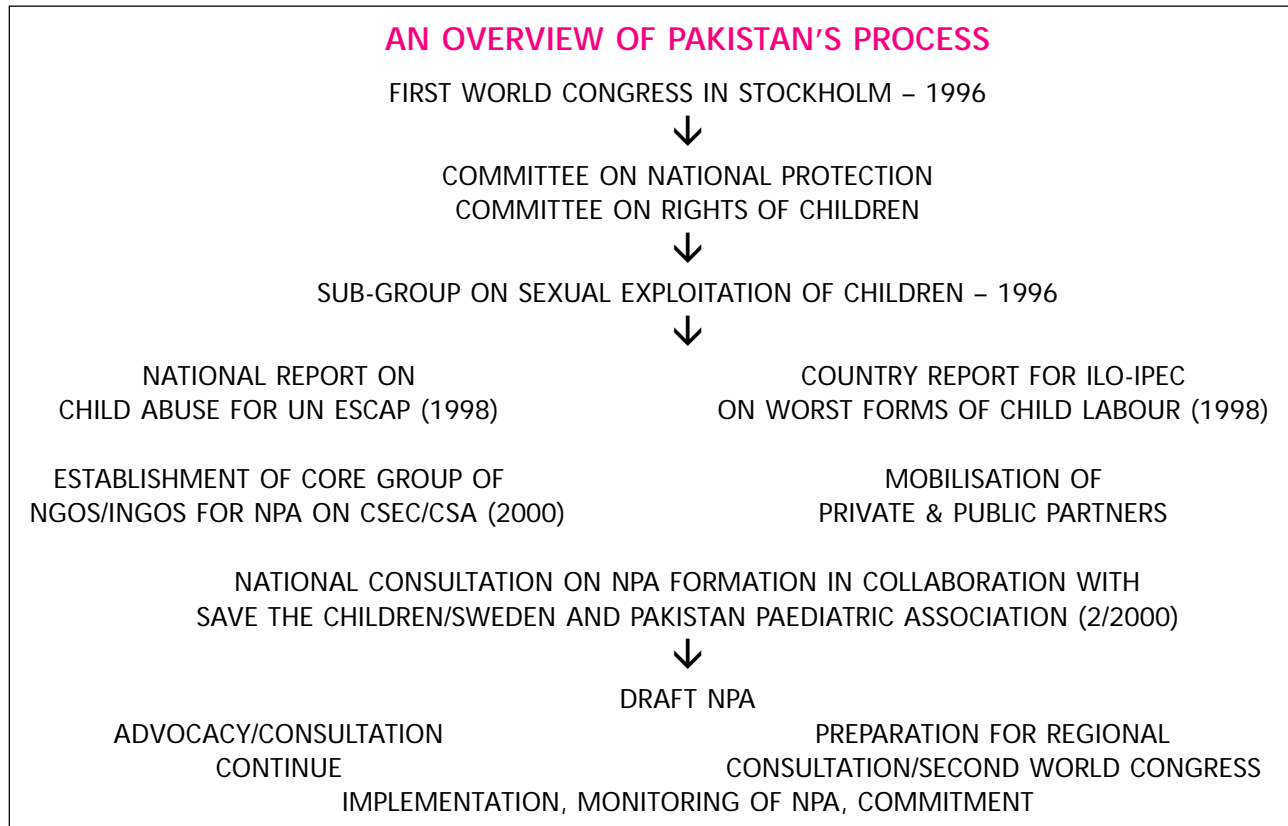 AN OVERVIEW OF PAKISTAN'S PROCESS
FIRST WORLD CONGRESS IN STOCKHOLM – 1996
COMMITTEE ON NATIONAL PROTECTION
COMMITTEE ON RIGHTS OF CHILDREN
SUB-GROUP ON SEXUAL EXPLOITATION OF CHILDREN – 1996
NATIONAL REPORT ON
CHILD ABUSE FOR UN ESCAP (1998)
COUNTRY REPORT FOR ILO-IPEC
ON WORST FORMS OF CHILD LABOUR (1998)
ESTABLISHMENT OF CORE GROUP OF
NGOS/INGOS FOR NPA ON CSEC/CSA (2000)
MOBILISATION OF
PRIVATE & PUBLIC PARTNERS
NATIONAL CONSULTATION ON NPA FORMATION IN COLLABORATION WITH
SAVE THE CHILDREN/SWEDEN AND PAKISTAN PAEDIATRIC ASSOCIATION (2/2000)
DRAFT NPA
ADVOCACY/CONSULTATION
CONTINUE
PREPARATION FOR REGIONAL
CONSULTATION/SECOND WORLD CONGRESS
IMPLEMENTATION, MONITORING OF NPA, COMMITMENT